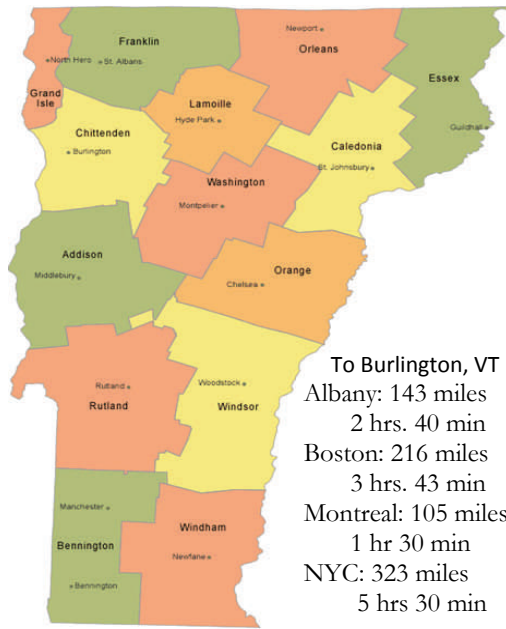 Newport
Orleans
Franklin
North Hero
St. Albans
Essex
Grand
Isle
Lamoille
Hyde Park
Guildhall
Chittenden
Burlington
Caledonia
St. Johnsbury
Washington
Montpelier
Addison
Middlebury
Orange
Chelsea
Rutland
Rutland
Woodstock
Windsor
To Burlington, VT
Albany: 143 miles
2 hrs. 40 min
Boston: 216 miles
3 hrs. 43 min
Montreal: 105 miles
1 hr 30 min
NYC: 323 miles
5 hrs 30 min
Manchester
Bennington
Bennington
Windham
Newfane